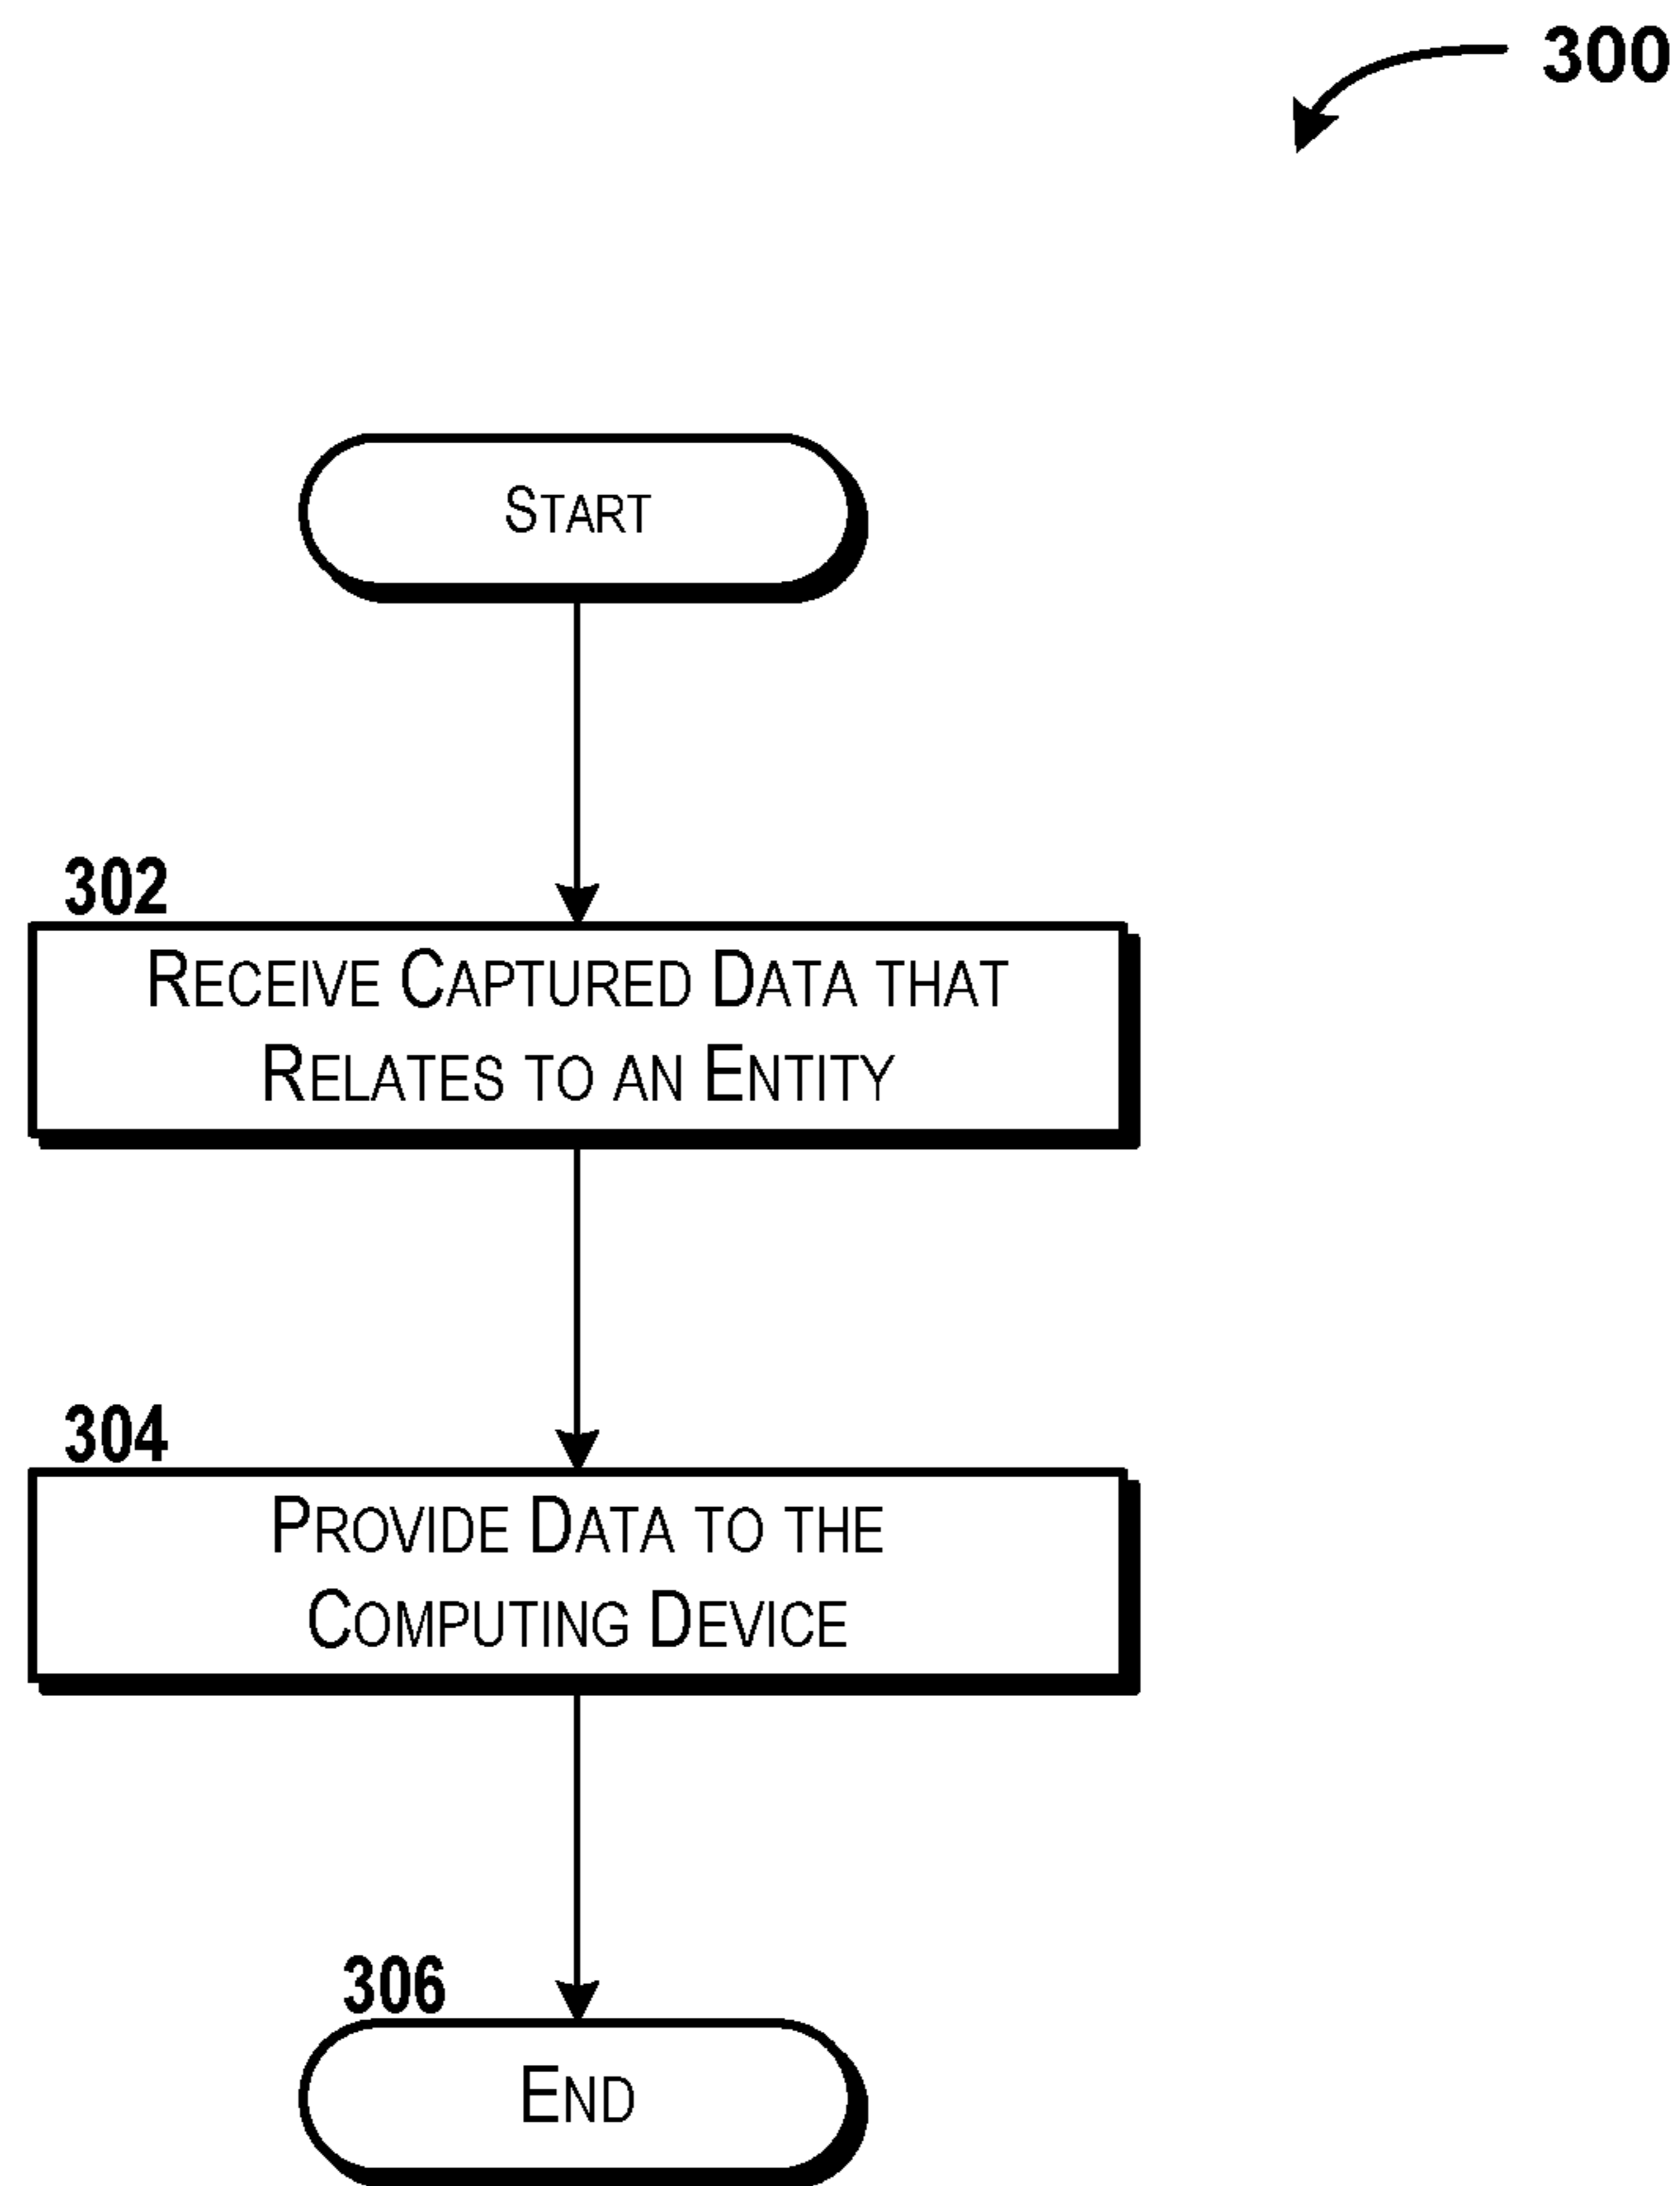 300
START
302
RECEIVE CAPTURED DATA THAT
RELATES TO AN ENTITY
304
PROVIDE DATA TO THE
COMPUTING DEVICE
306
END